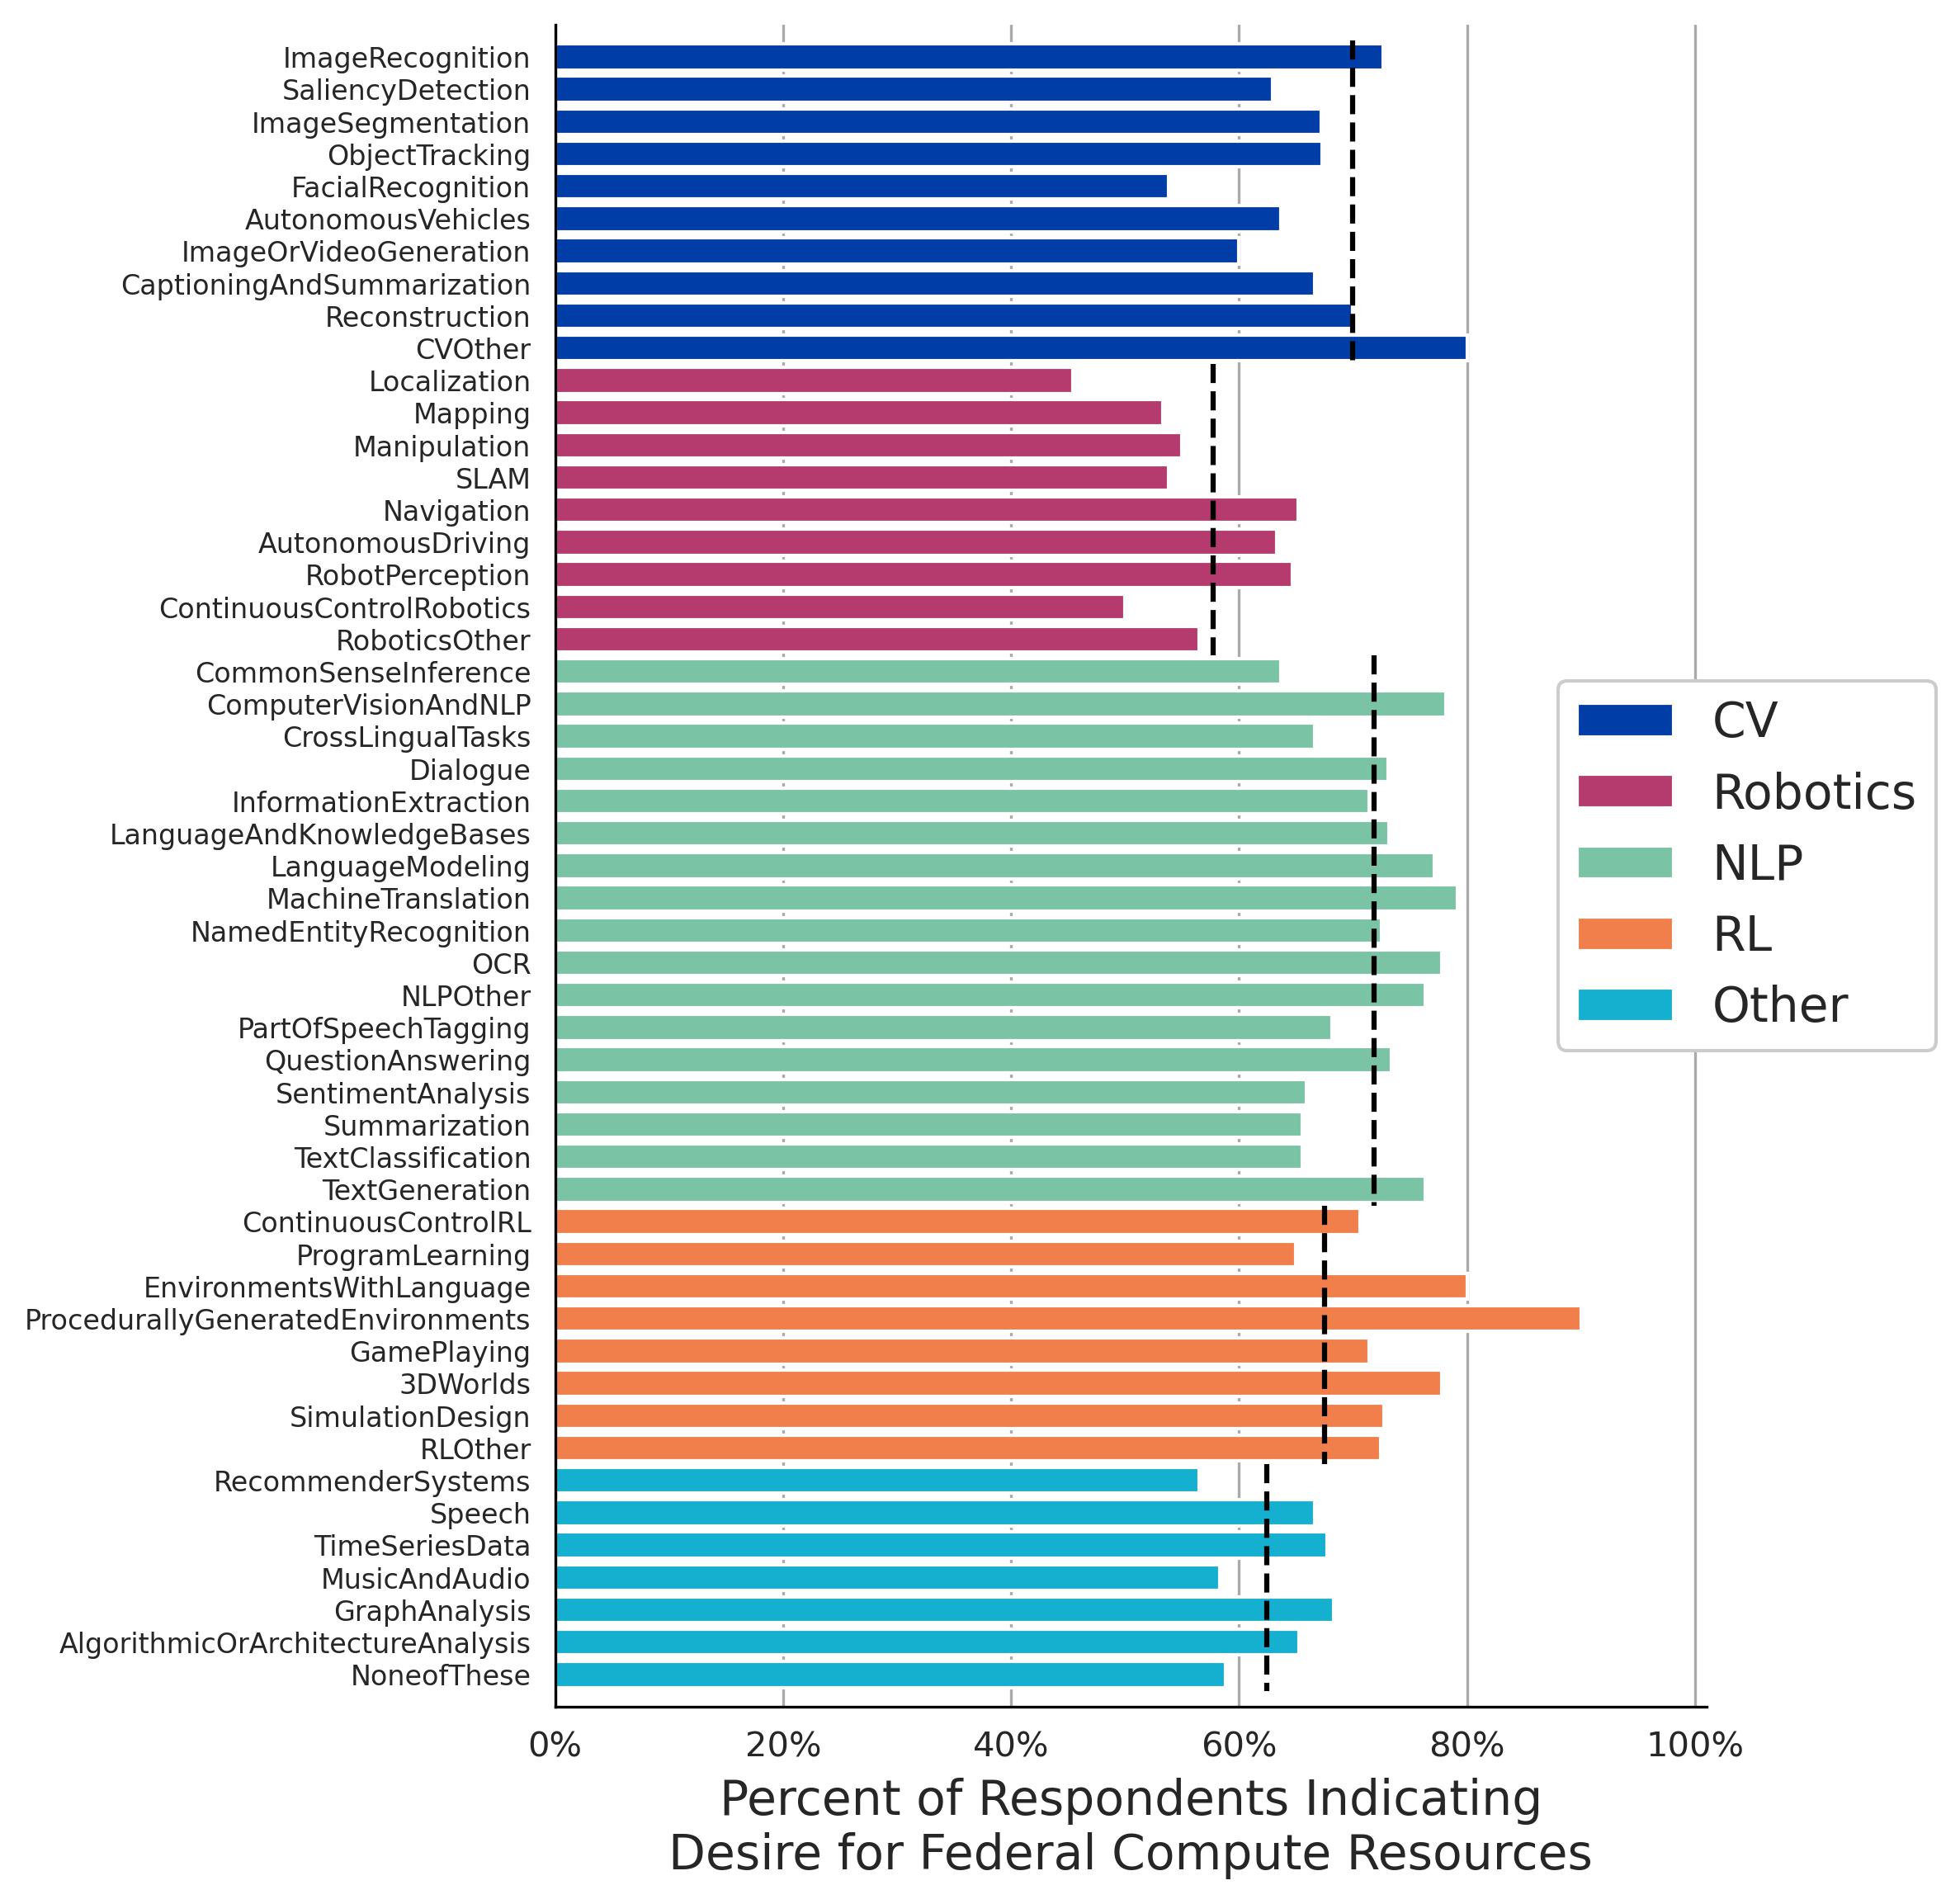 ImageRecognition
SaliencyDetection
ImageSegmentation
ObjectTracking
FacialRecognition
AutonomousVehicles
ImageOrVideoGeneration
CaptioningAndSummarization
Reconstruction
CVOther
Localization
Mapping
Manipulation
SLAM
Navigation
AutonomousDriving
RobotPerception
ContinuousControlRobotics
RoboticsOther
CommonSenseInference
ComputerVisionAndNLP
CrossLingualTasks
Dialogue
InformationExtraction
LanguageAndKnowledgeBases
LanguageModeling
MachineTranslation
NamedEntityRecognition
OCR
NLPOther
PartOfSpeechTagging
QuestionAnswering
SentimentAnalysis
Summarization
TextClassification
TextGeneration
ContinuousControlRL
ProgramLearning
EnvironmentsWithLanguage
ProcedurallyGeneratedEnvironments
GamePlaying
3DWorlds
SimulationDesign
RLOther
RecommenderSystems
Speech
TimeSeriesData
MusicAndAudio
GraphAnalysis
AlgorithmicOrArchitectureAnalysis
NoneofThese
CV
Robotics
NLP
RL
Other
0% 20% 40% 60% 80% 100%
Percent of Respondents Indicating
Desire for Federal Compute Resources